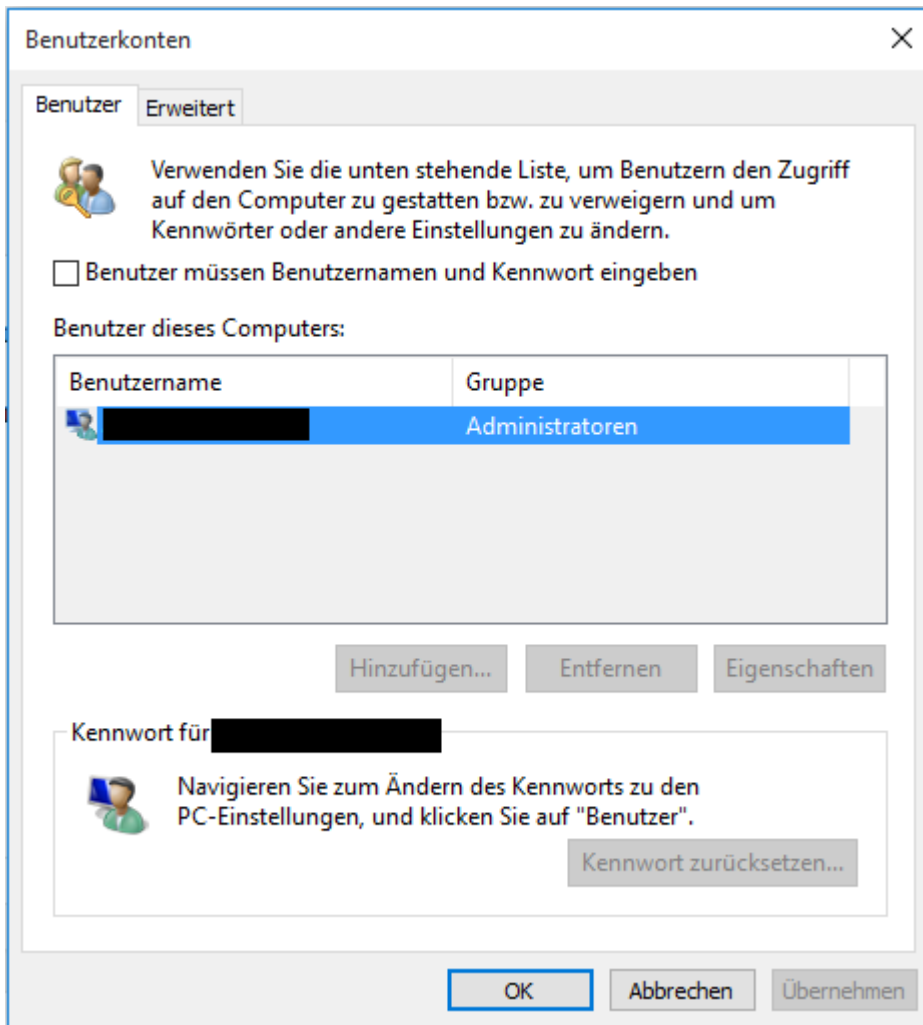 Benutzerkonten
Benutzer
Erweitert
Verwenden Sie die unten stehende Liste, um Benutzern den Zugriff
auf den Computer zu gestatten bzw. zu verweigern und um
Kennwörter oder andere Einstellungen zu ändern.
Benutzer müssen Benutzernamen und Kennwort eingeben
Benutzer dieses Computers:
Benutzername Gruppe
Administratoren
Hinzufügen... Entfernen Eigenschaften
Kennwort für
Navigieren Sie zum Ändern des Kennworts zu den
PC-Einstellungen, und klicken Sie auf "Benutzer".
Kennwort zurücksetzen...
OK Abbrechen Übernehmen